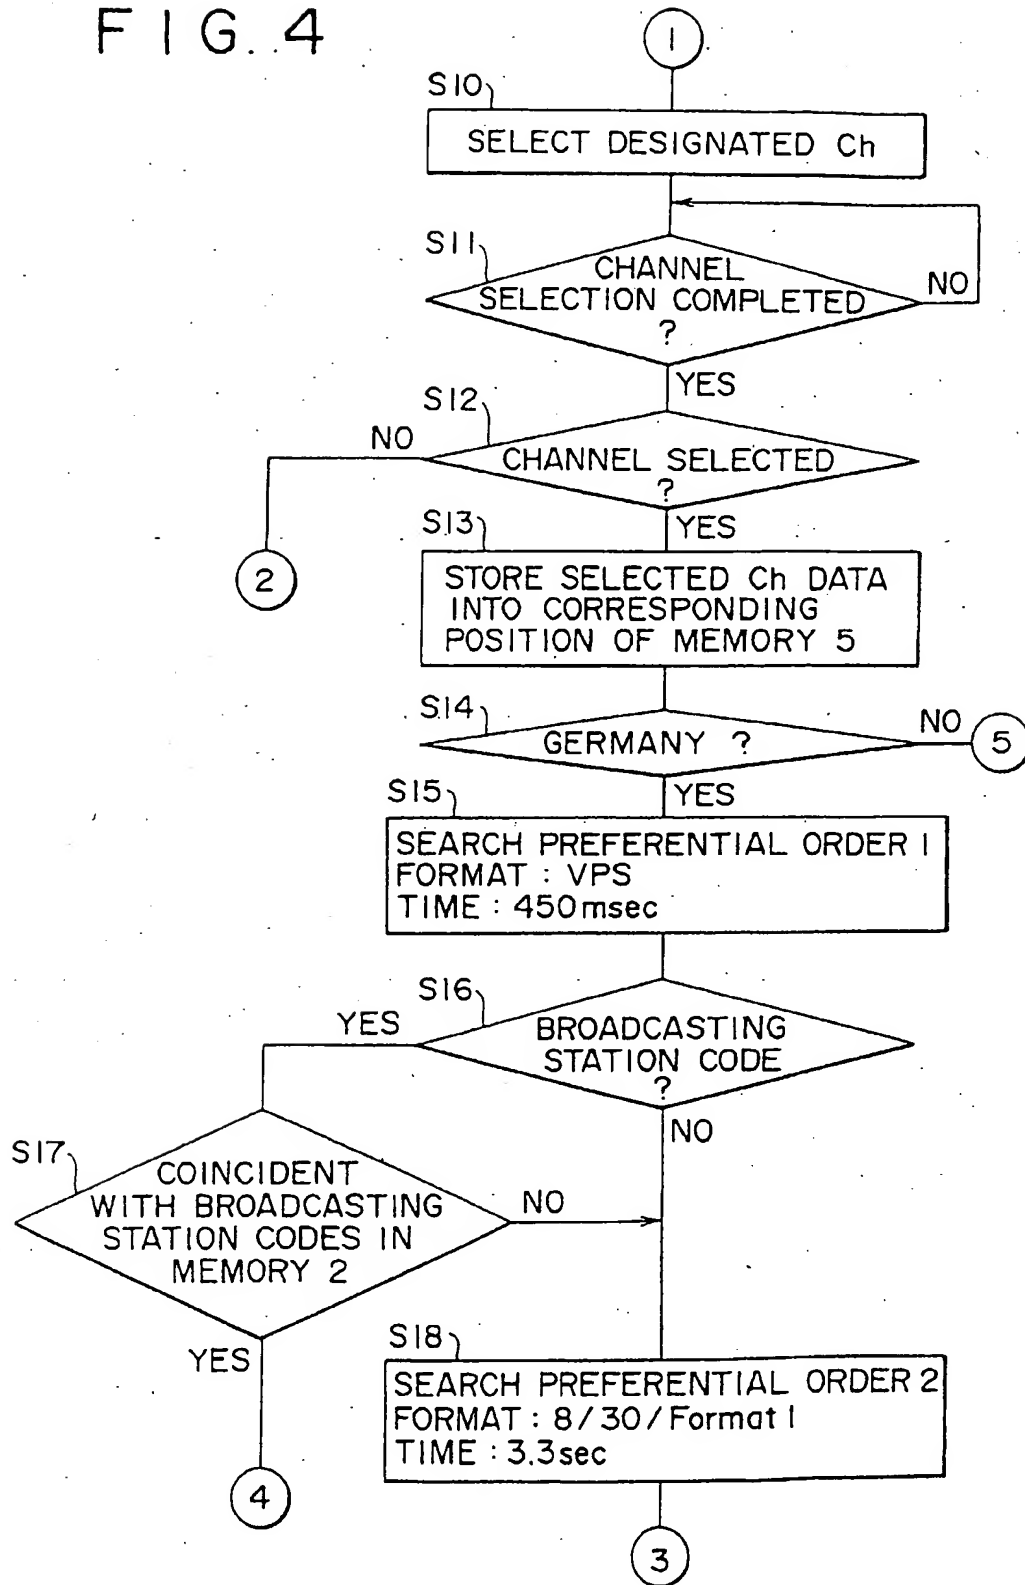 FIG. 4
1
S10
SELECT DESIGNATED Ch
S11
CHANNEL
SELECTION COMPLETED
?
NO
YES
S12
NO
CHANNEL SELECTED
?
YES
2
S13
STORE SELECTED Ch DATA
INTO CORRESPONDING
POSITION OF MEMORY 5
S14
GERMANY ?
NO
5
YES
S15
SEARCH PREFERENTIAL ORDER 1
FORMAT : VPS
TIME : 450msec
S16
YES
BROADCASTING
STATION CODE
?
NO
S17
COINCIDENT
WITH BROADCASTING
STATION CODES IN
MEMORY 2
NO
YES
S18
SEARCH PREFERENTIAL ORDER 2
FORMAT : 8/30/Format 1
TIME : 3.3sec
4
3